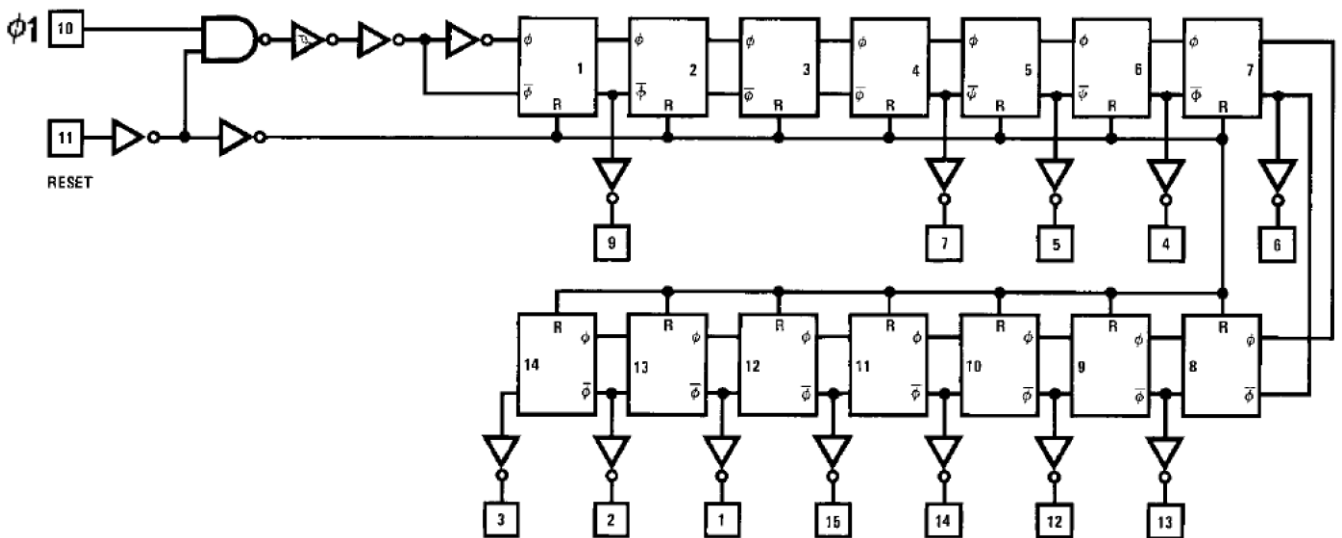 ϕ1 10
ϕ ϕ ϕ ϕ ϕ ϕ ϕ
1 2 3 4 5 6 7
ϕ̅ ϕ̅ ϕ̅ ϕ̅ ψ̅ ψ̅ ϕ̅
R R R R R R R
11
RESET
9 7 5 4 6
R R R R R R R
ϕ ϕ ϕ ϕ ϕ ϕ ϕ
14 13 12 11 10 9 8
ϕ̅ ϕ̅ ϕ̅ ϕ̅ ϕ̅ ϕ̅ ϕ̅
3 2 1 15 14 12 13